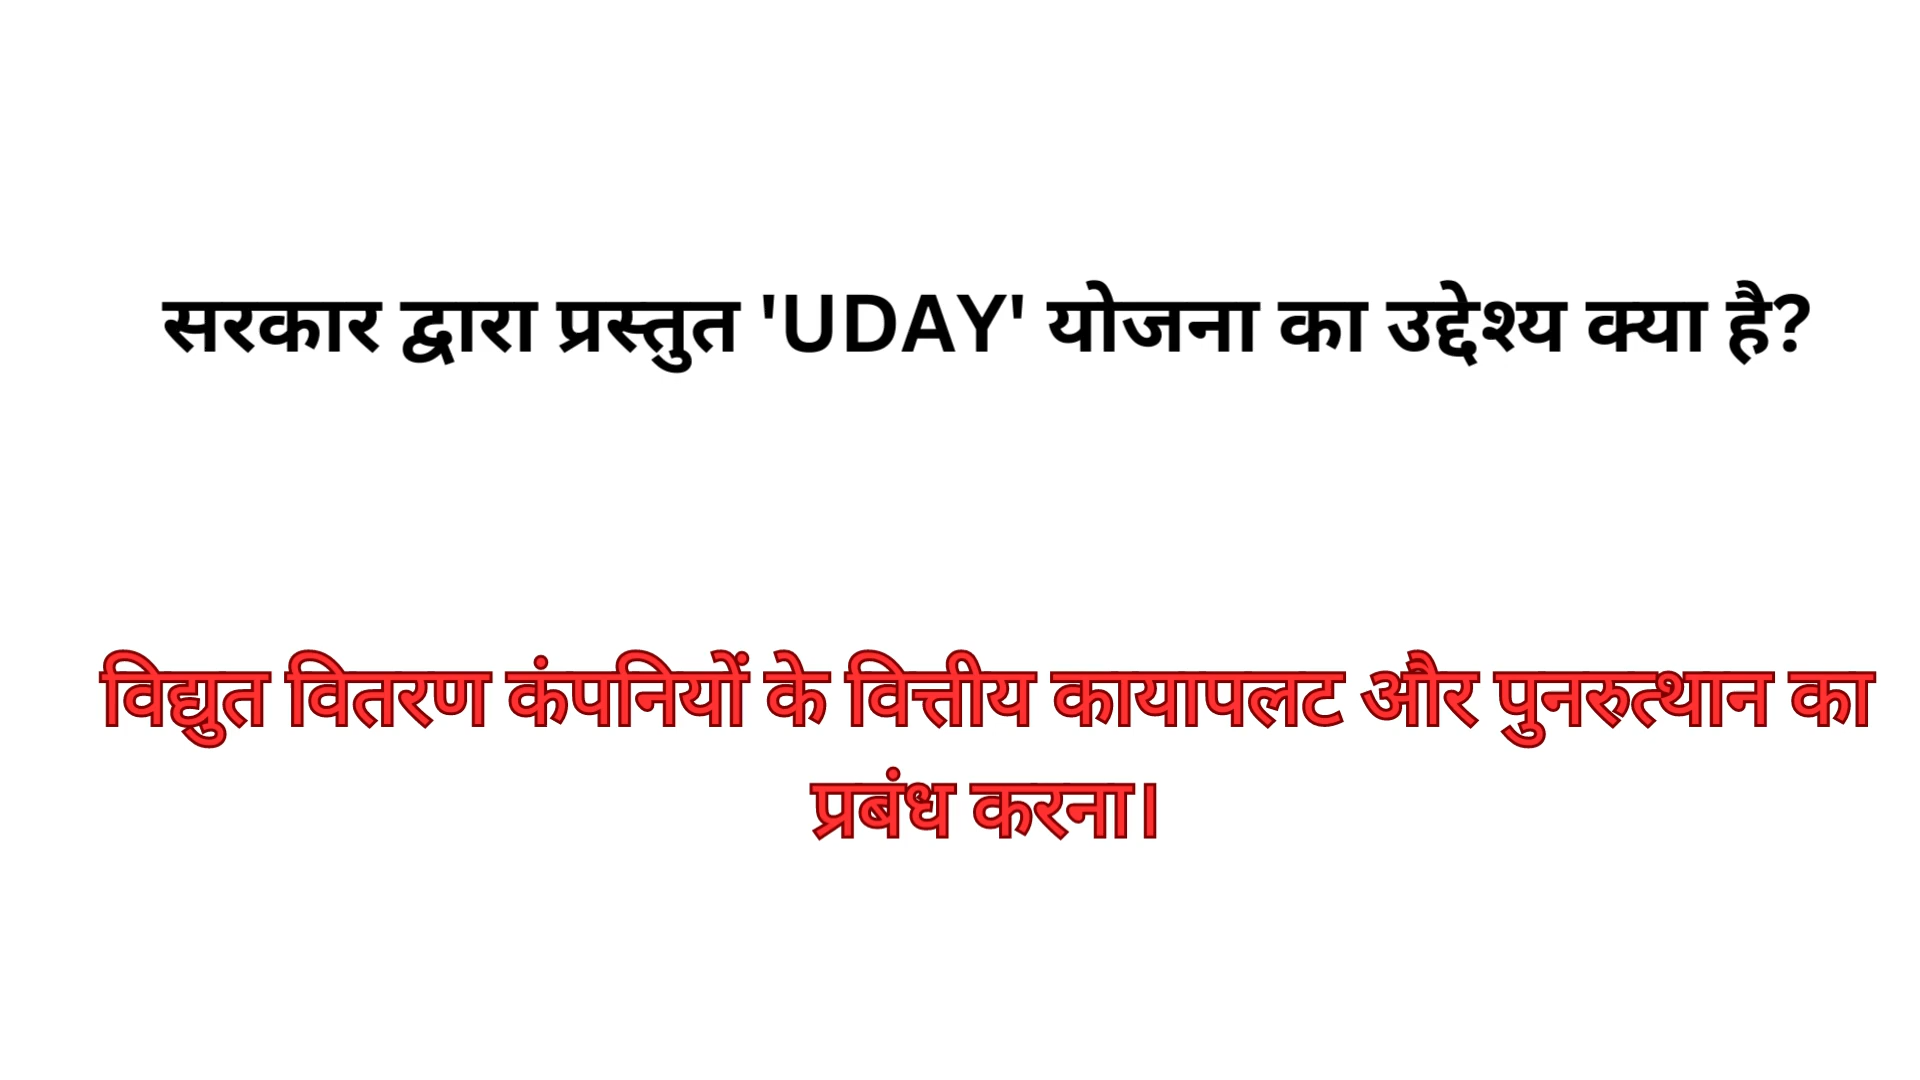 सरकार द्वारा प्रस्तुत 'UDAY' योजना का उद्देश्य क्या है?
विद्युत वितरण कंपनियों के वित्तीय कायापलट और पुनरुत्थान का
प्रबंध करना।